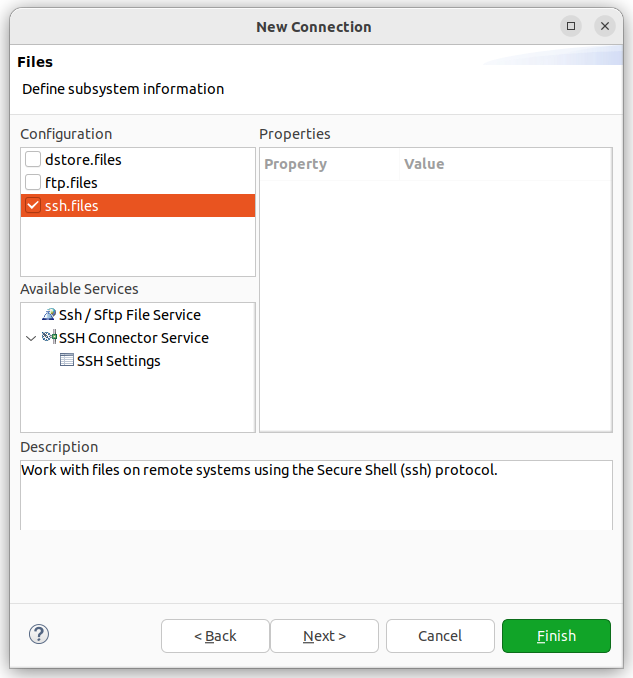 New Connection
Files
Define subsystem information
Configuration
Properties
dstore.files
ftp.files
ssh.files
Property Value
Available Services
Ssh / Sftp File Service
SSH Connector Service
SSH Settings
Description
Work with files on remote systems using the Secure Shell (ssh) protocol.
?
< Back Next > Cancel Finish